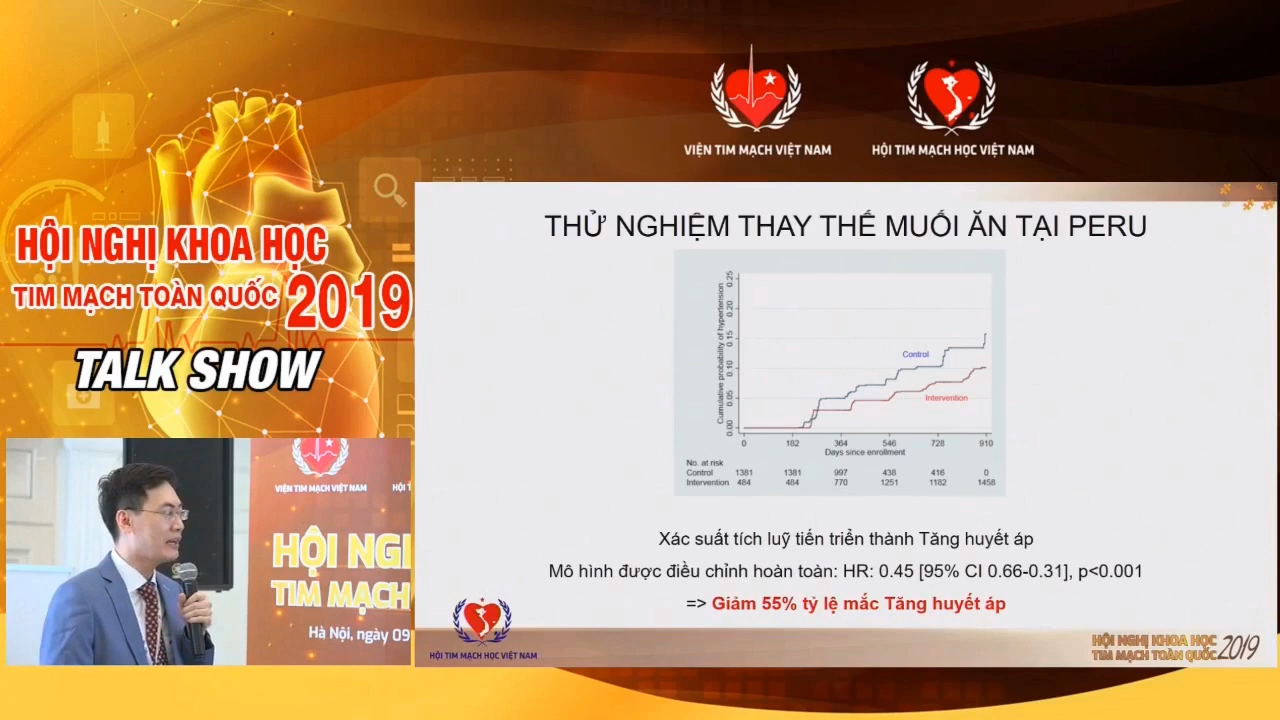 VIỆN TIM MẠCH VIỆT NAM
HỘI TIM MẠCH HỌC VIỆT NAM
HỘI NGHỊ KHOA HỌC
TIM MẠCH TOÀN QUỐC 2019
TALK SHOW
THỬ NGHIỆM THAY THẾ MUỐI ĂN TẠI PERU
Cumulative probability of hypertension
0.25
0.20
0.15
0.10
0.05
0.00
Control
Intervention
0 182 364 546 728 910
Days since enrollment
No. at risk
Control 1381 1381 997 438 416 0
Intervention 484 484 770 1251 1182 1458
Xác suất tích luỹ tiến triển thành Tăng huyết áp
Mô hình được điều chỉnh hoàn toàn: HR: 0.45 [95% CI 0.66-0.31], p<0.001
=> Giảm 55% tỷ lệ mắc Tăng huyết áp
HỘI TIM MẠCH HỌC VIỆT NAM
HỘI NGHỊ KHOA HỌC
TIM MẠCH TOÀN QUỐC 2019
VIỆN TIM MẠCH VIỆT NAM
HỘI T
HỘI NGHỊ
TIM MẠCH
Hà Nội, ngày 09